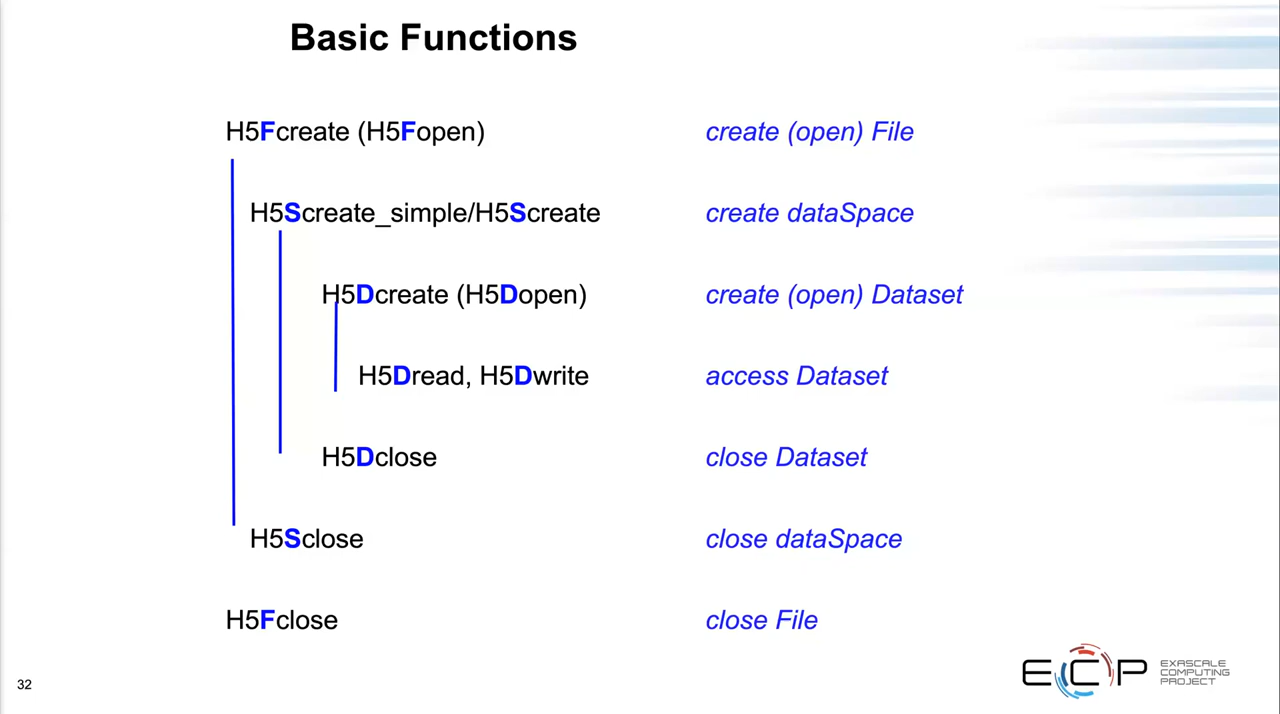 Basic Functions
H5Fcreate (H5Fopen) create (open) File
H5Screate_simple/H5Screate create dataSpace
H5Dcreate (H5Dopen) create (open) Dataset
H5Dread, H5Dwrite access Dataset
H5Dclose close Dataset
H5Sclose close dataSpace
H5Fclose close File
32
ECP EXASCALE COMPUTING PROJECT